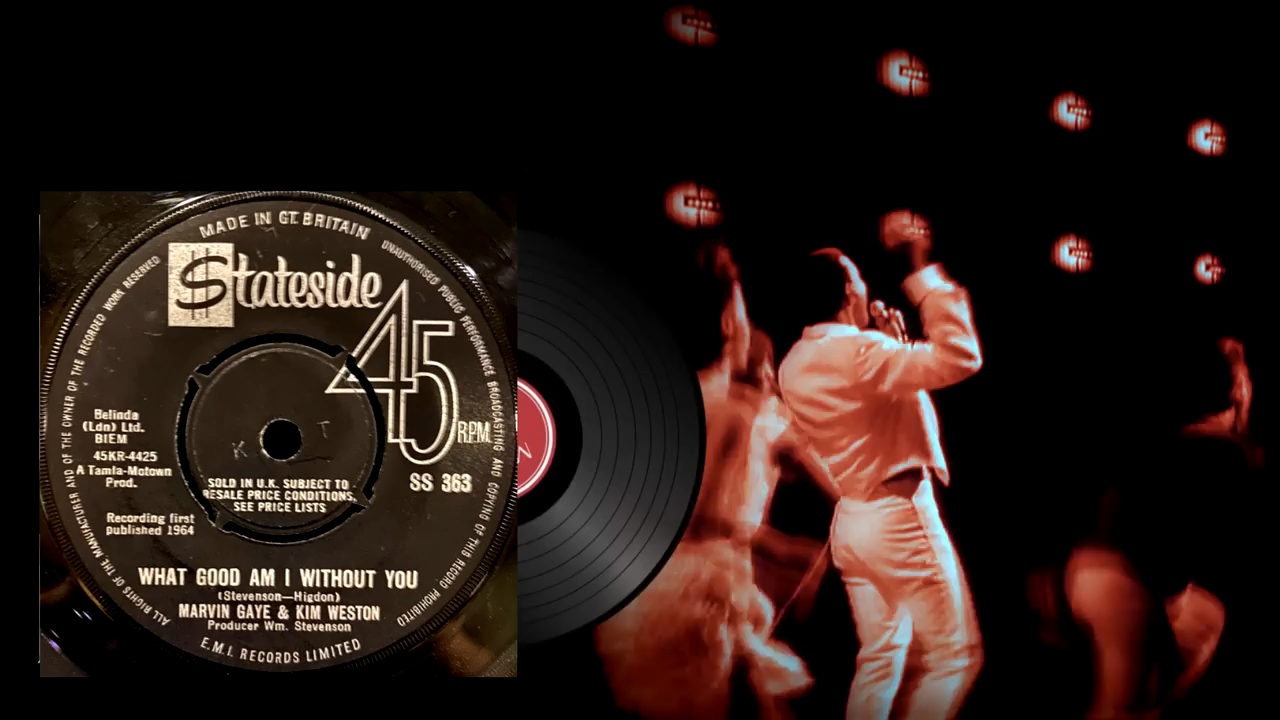 MADE IN GT. BRITAIN
UNAUTHORISED PUBLIC PERFORMANCE BROADCASTING AND COPYING OF THIS RECORD PROHIBITED
ALL RIGHTS OF THE MANUFACTURER AND OF THE OWNER OF THE RECORDED WORK RESERVED
Stateside
45 R.P.M.
Belinda
(Ldn) Ltd.
BIEM
45KR-4425
A Tamla-Motown
Prod.
K T
SOLD IN U.K. SUBJECT TO
RESALE PRICE CONDITIONS,
SEE PRICE LISTS
SS 363
Recording first
published 1964
WHAT GOOD AM I WITHOUT YOU
(Stevenson—Higdon)
MARVIN GAYE & KIM WESTON
Producer Wm. Stevenson
E.M.I. RECORDS LIMITED